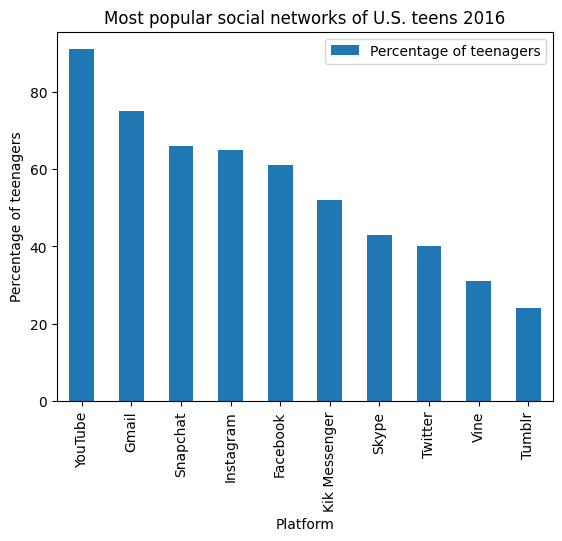 Most popular social networks of U.S. teens 2016
Percentage of teenagers
Percentage of teenagers
80
60
40
20
0
YouTube
Gmail
Snapchat
Instagram
Facebook
Kik Messenger
Skype
Twitter
Vine
Tumblr
Platform